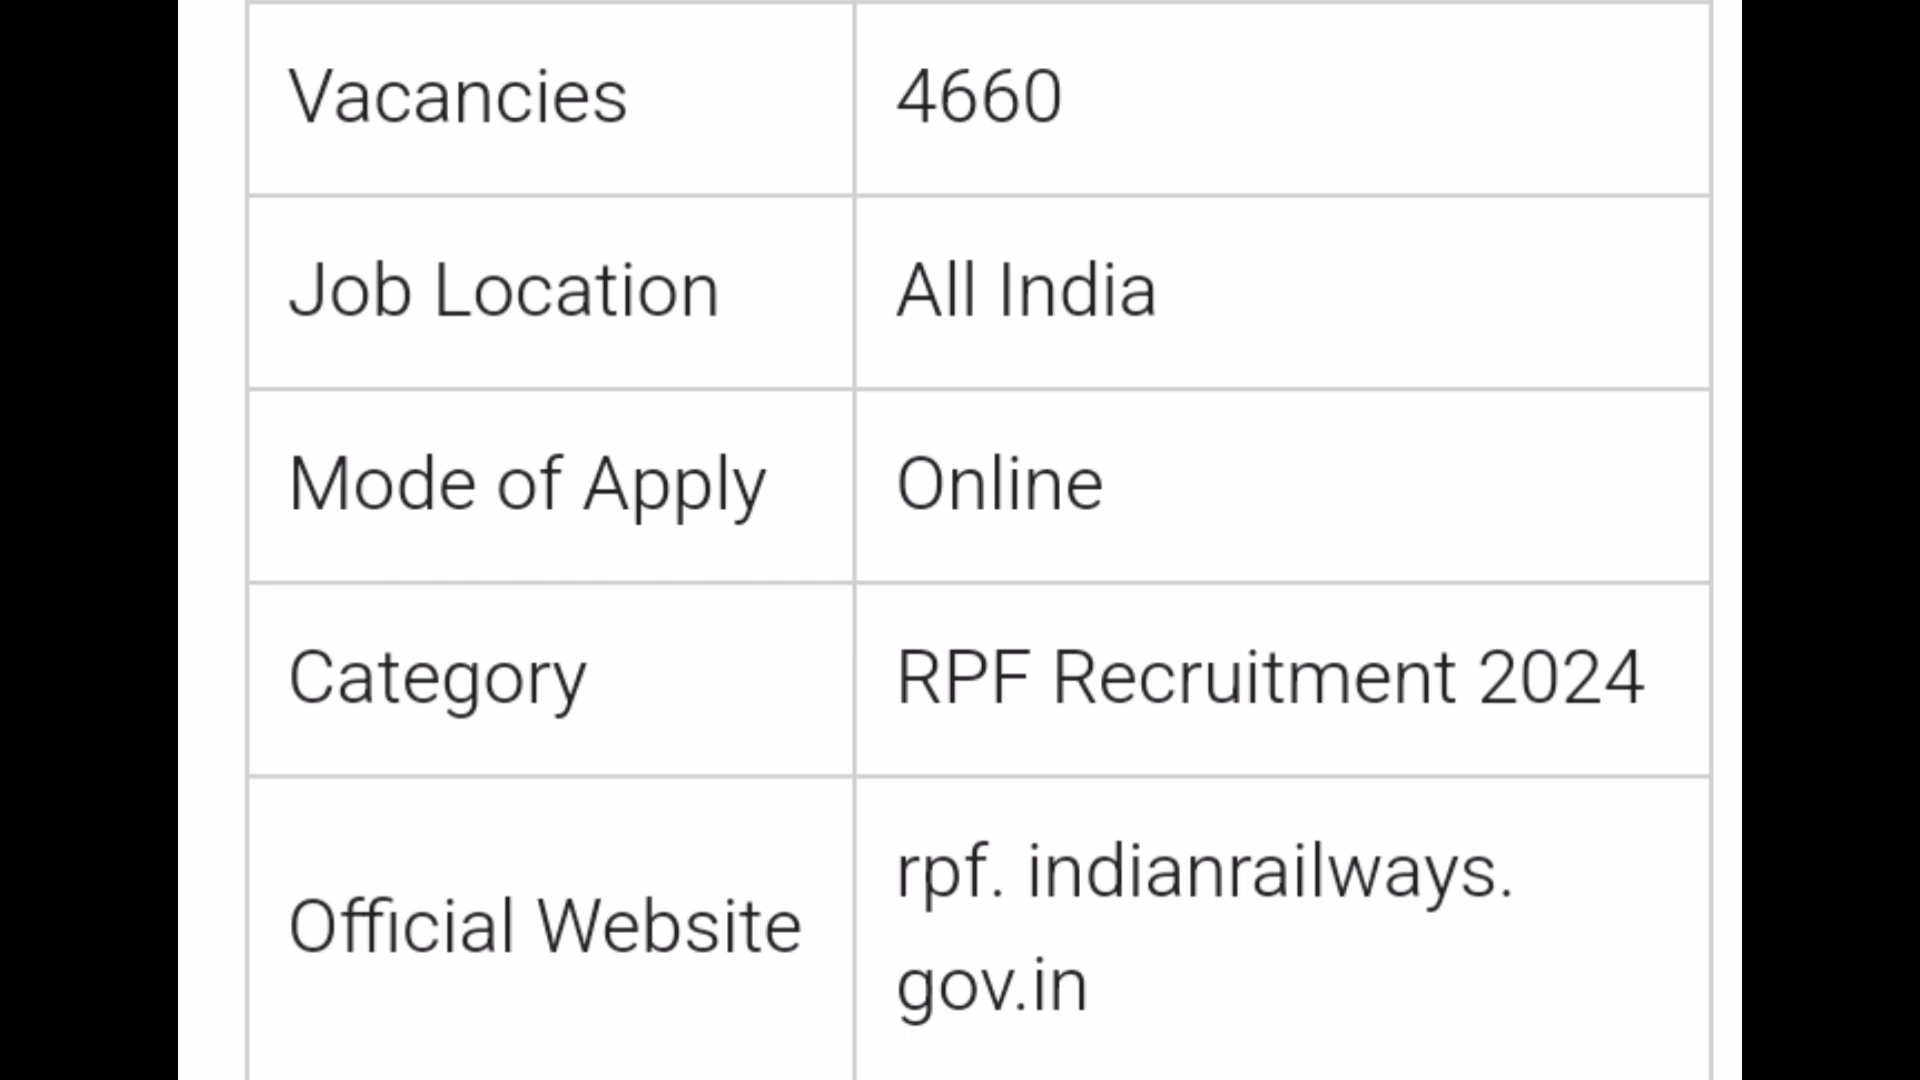 Vacancies 4660
Job Location All India
Mode of Apply Online
Category RPF Recruitment 2024
Official Website rpf. indianrailways.
gov.in